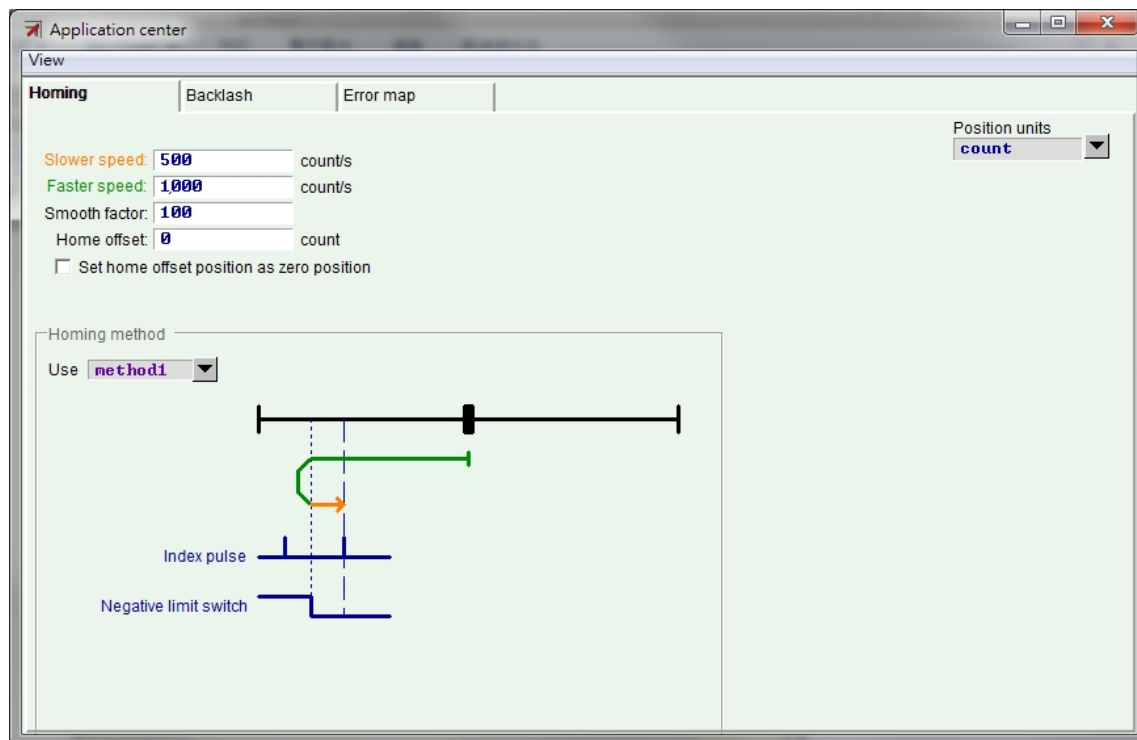 Application center
View
Homing Backlash Error map
Position units
count
Slower speed: 500 count/s
Faster speed: 1,000 count/s
Smooth factor: 100
Home offset: 0 count
Set home offset position as zero position
Homing method
Use method1
Index pulse
Negative limit switch